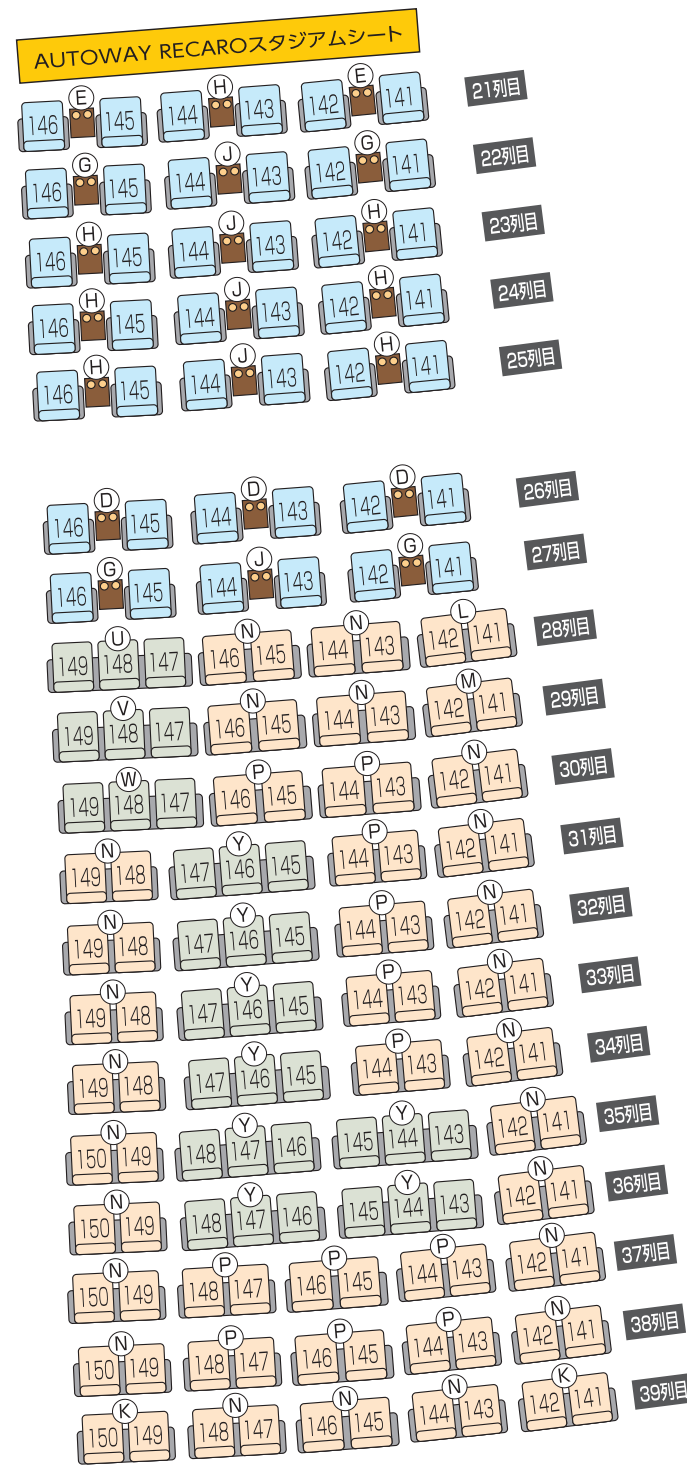 AUTOWAY RECAROスタジアムシート
E H E
146 145 144 143 142 141 21列目
G J G
146 145 144 143 142 141 22列目
H J H
146 145 144 143 142 141 23列目
H J H
146 145 144 143 142 141 24列目
H J H
146 145 144 143 142 141 25列目
D D D
146 145 144 143 142 141 26列目
G J G
146 145 144 143 142 141 27列目
U N N L
149 148 147 146 145 144 143 142 141 28列目
V N N M
149 148 147 146 145 144 143 142 141 29列目
W P P N
149 148 147 146 145 144 143 142 141 30列目
N Y P N
149 148 147 146 145 144 143 142 141 31列目
N Y P N
149 148 147 146 145 144 143 142 141 32列目
N Y P N
149 148 147 146 145 144 143 142 141 33列目
N Y P N
149 148 147 146 145 144 143 142 141 34列目
N Y Y N
150 149 148 147 146 145 144 143 142 141 35列目
N Y Y N
150 149 148 147 146 145 144 143 142 141 36列目
N P P P N
150 149 148 147 146 145 144 143 142 141 37列目
N P P P N
150 149 148 147 146 145 144 143 142 141 38列目
K N N N K
150 149 148 147 146 145 144 143 142 141 39列目